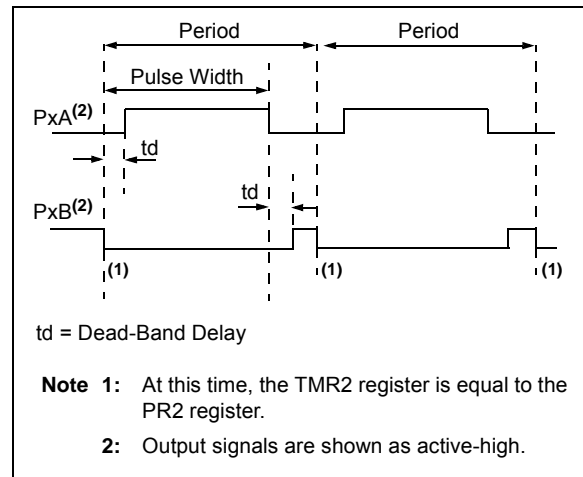 Period Period
Pulse Width
PxA(2)
td
td
PxB(2)
(1) (1) (1)
td = Dead-Band Delay
Note 1: At this time, the TMR2 register is equal to the
PR2 register.
2: Output signals are shown as active-high.